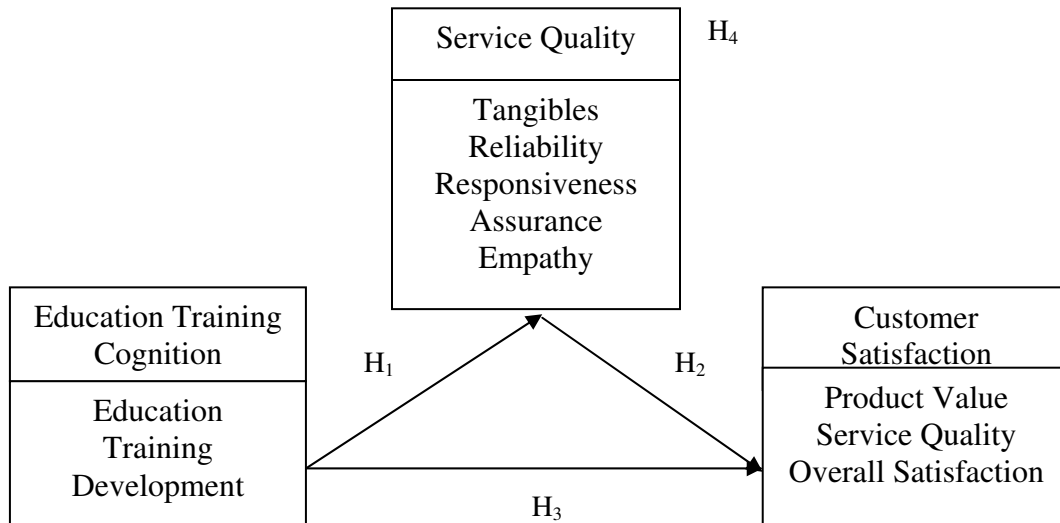 Service Quality
H₄
Tangibles
Reliability
Responsiveness
Assurance
Empathy
Education Training
Cognition
Education
Training
Development
H₁
H₂
H₃
Customer
Satisfaction
Product Value
Service Quality
Overall Satisfaction